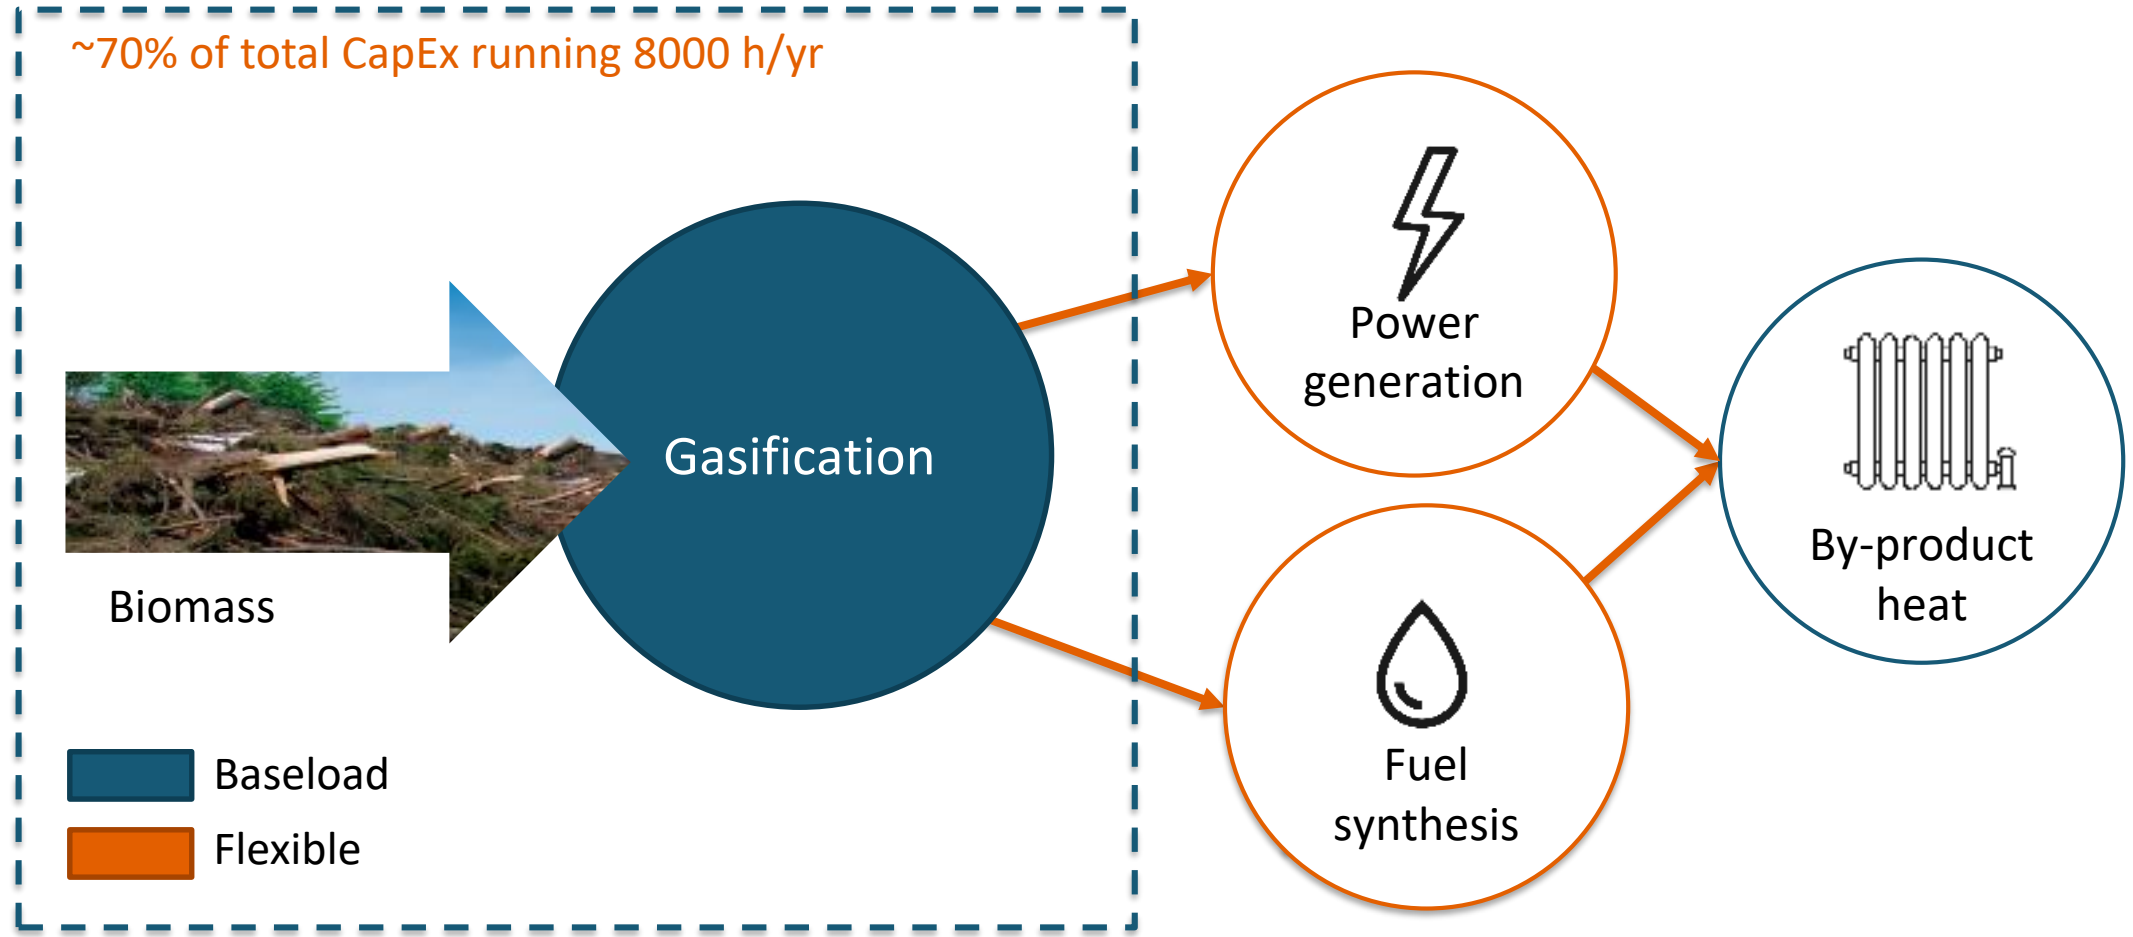 ~70% of total CapEx running 8000 h/yr
Power
generation
Gasification
By-product
heat
Biomass
Fuel
synthesis
Baseload
Flexible